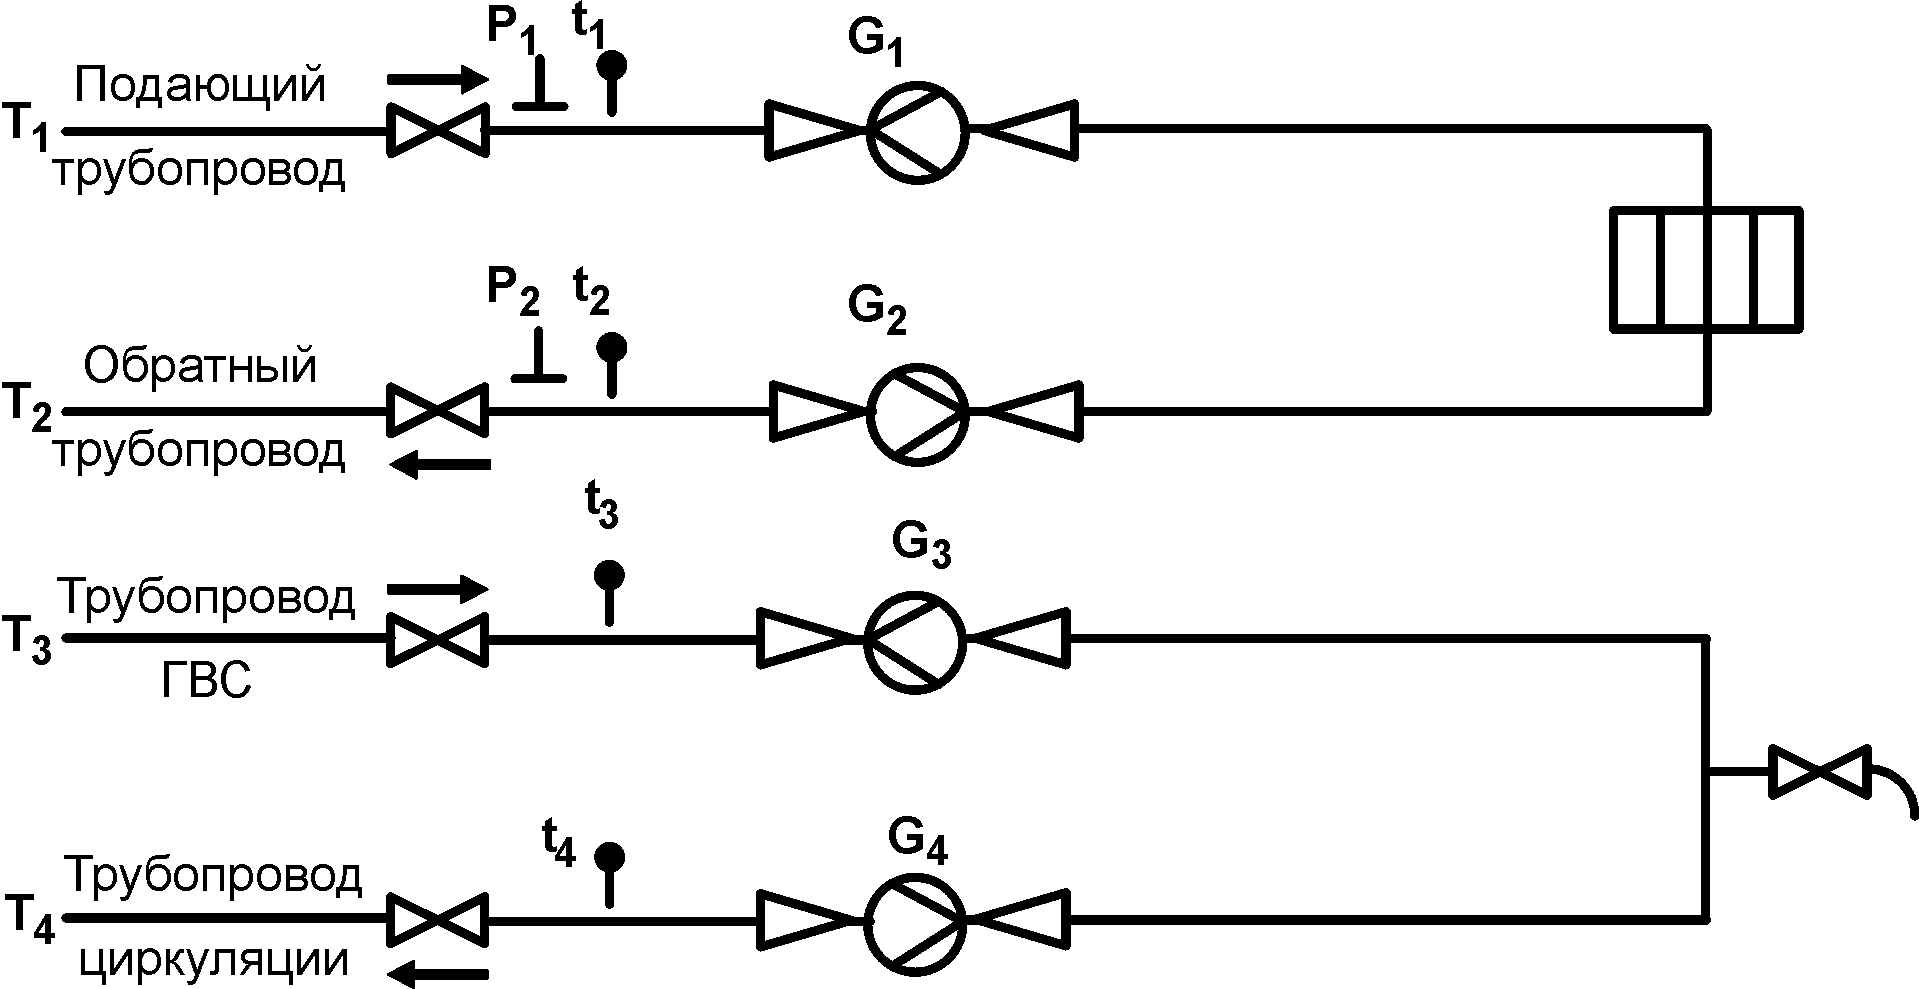 P1 t1 G1
Подающий
T1
трубопровод
P2 t2 G2
Обратный
T2
трубопровод
t3 G3
Трубопровод
T3
ГВС
t4 G4
Трубопровод
T4
циркуляции